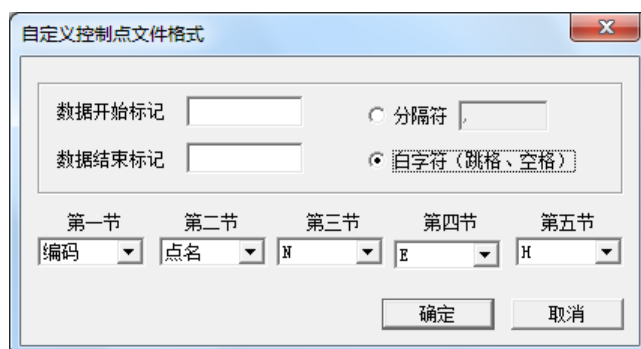 自定义控制点文件格式
数据开始标记
分隔符 ,
数据结束标记
白字符（跳格、空格）
第一节 第二节 第三节 第四节 第五节
编码 点名 N E H
确定 取消